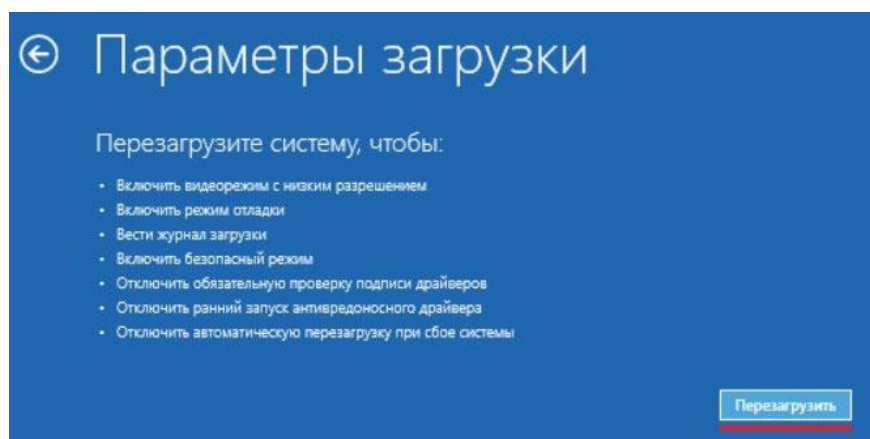 Параметры загрузки
Перезагрузите систему, чтобы:
• Включить видеорежим с низким разрешением
• Включить режим отладки
• Вести журнал загрузки
• Включить безопасный режим
• Отключить обязательную проверку подписи драйверов
• Отключить ранний запуск антивредоносного драйвера
• Отключить автоматическую перезагрузку при сбое системы
Перезагрузить